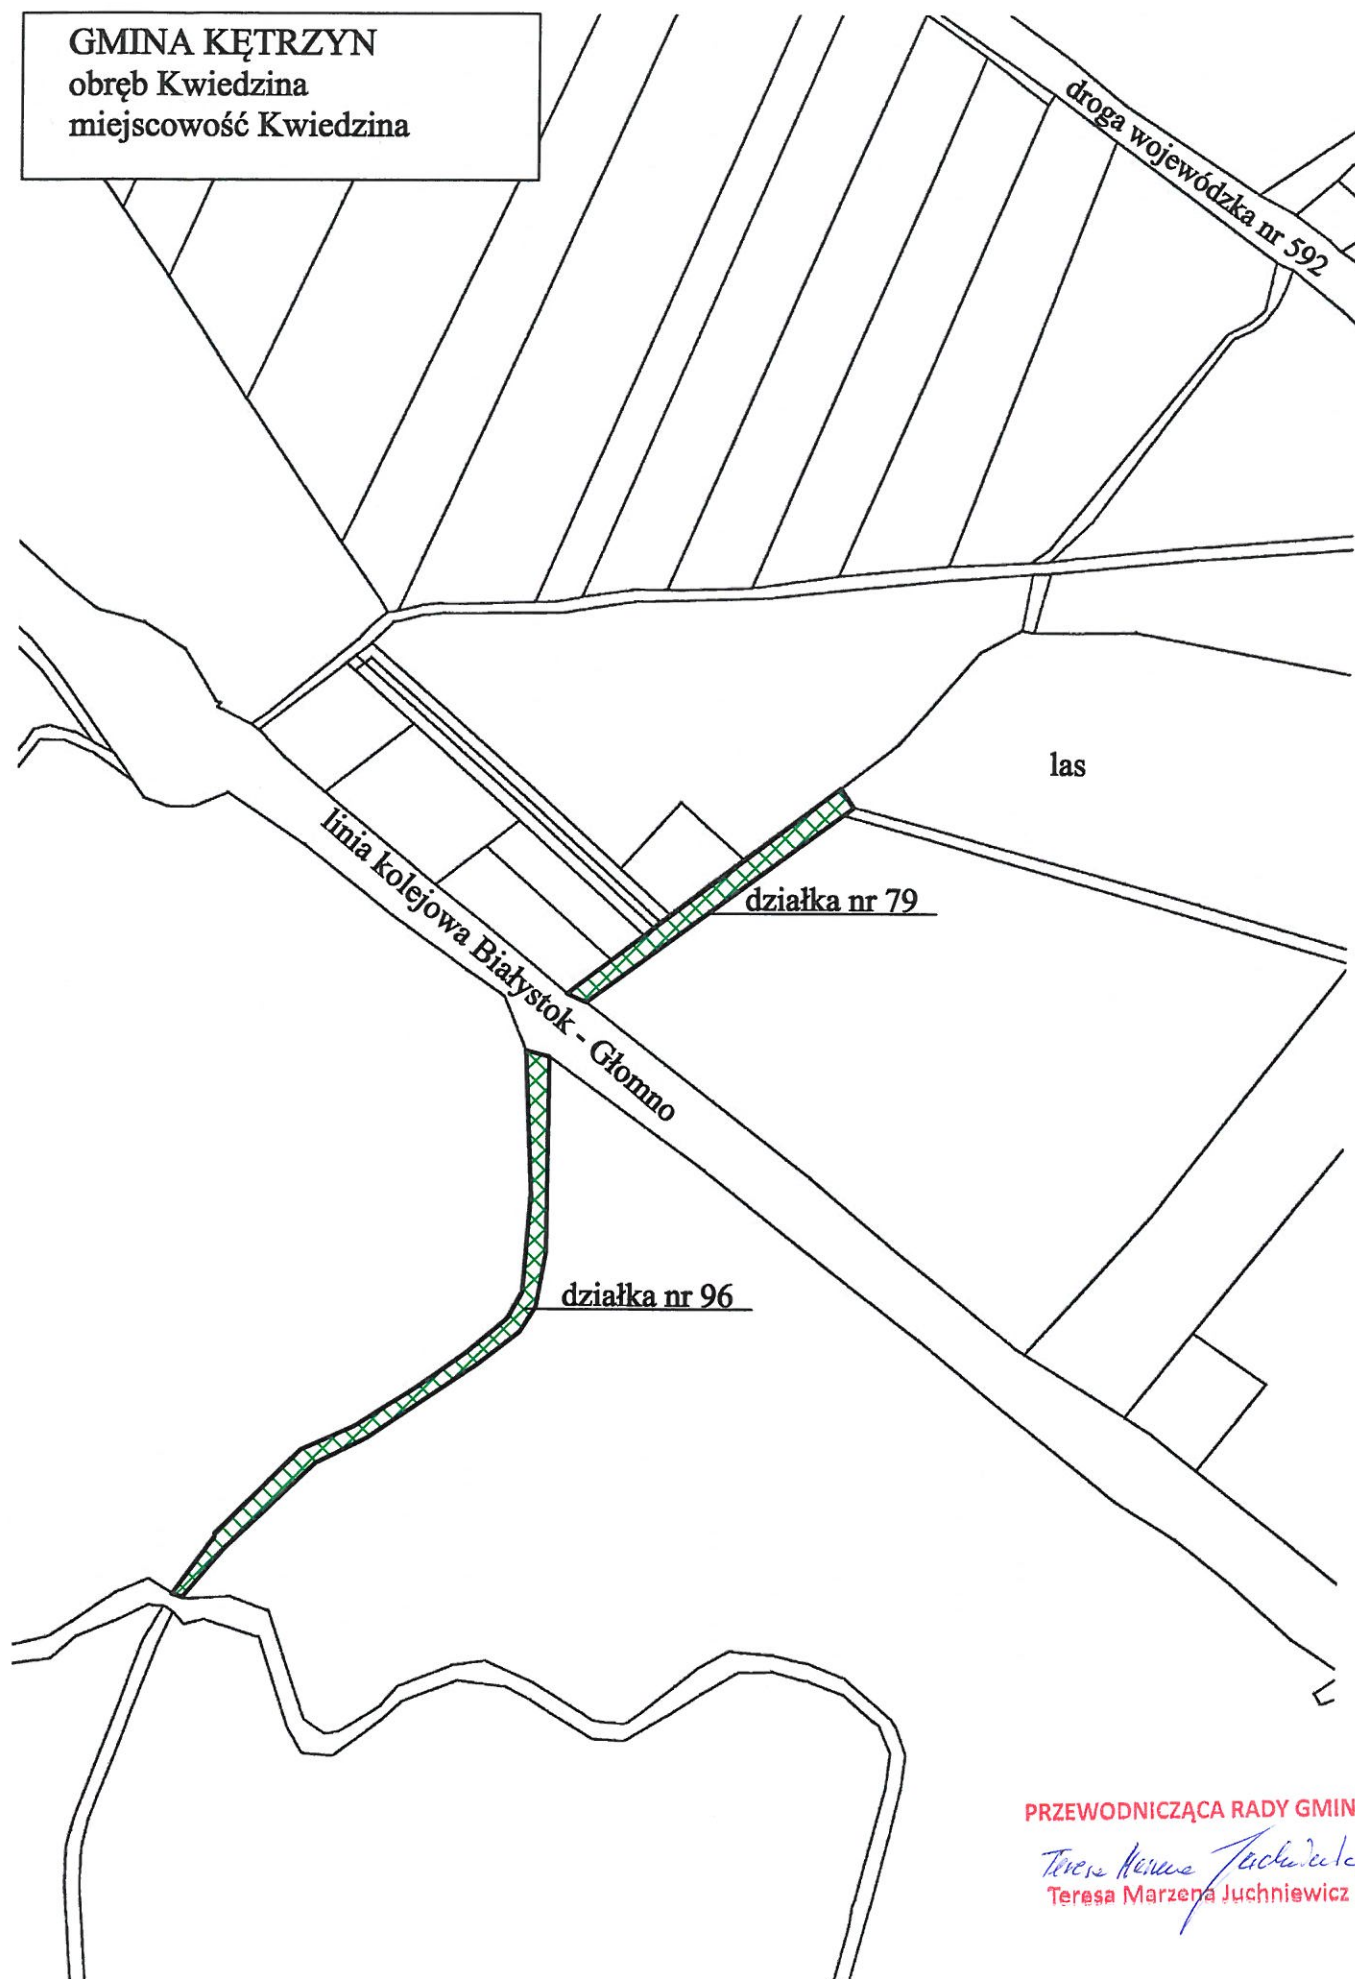 GMINA KĘTRZYN
obręb Kwiedzina
miejscowość Kwiedzina
droga wojewódzka nr 592
las
linia kolejowa Białystok - Głomno
działka nr 79
działka nr 96
PRZEWODNICZĄCA RADY GMIN
Teresa Marzena Juchniewicz